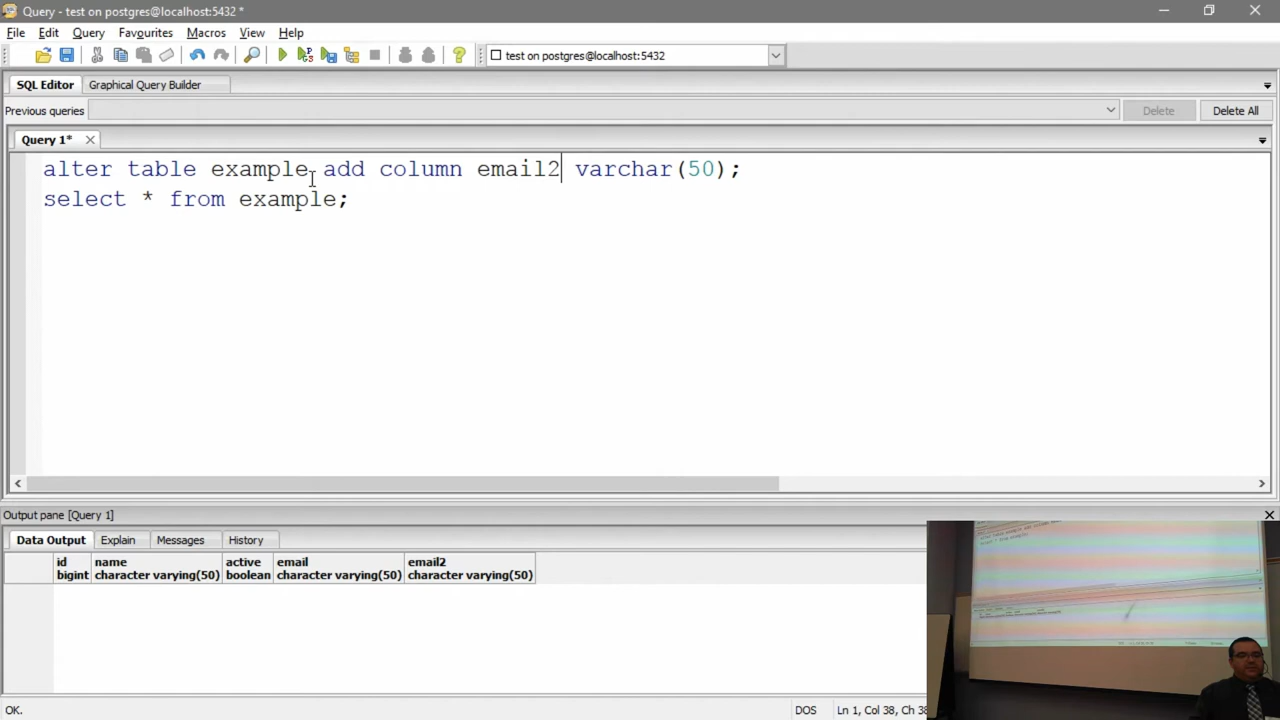 Query - test on postgres@localhost:5432 *
File Edit Query Favourites Macros View Help
test on postgres@localhost:5432
SQL Editor Graphical Query Builder
Previous queries Delete Delete All
Query 1*
alter table example add column email2 varchar(50);
select * from example;
Output pane [Query 1]
Data Output Explain Messages History
id name active email email2
bigint character varying(50) boolean character varying(50) character varying(50)
OK. DOS Ln 1, Col 38, Ch 38